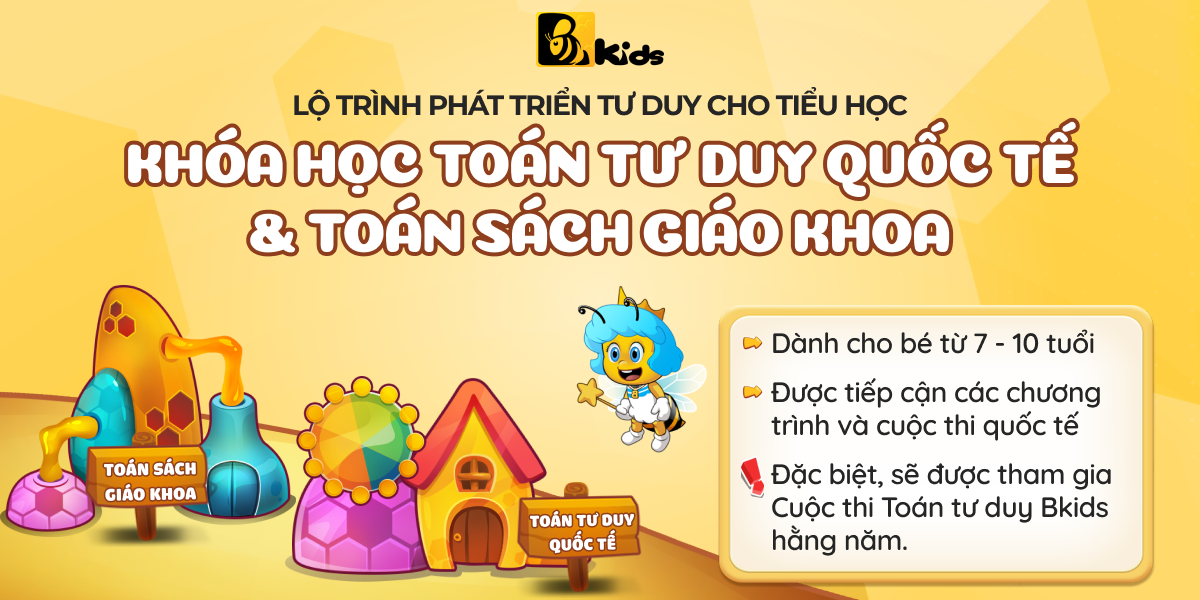 B Kids
LỘ TRÌNH PHÁT TRIỂN TƯ DUY CHO TIỂU HỌC
KHÓA HỌC TOÁN TƯ DUY QUỐC TẾ
& TOÁN SÁCH GIÁO KHOA
Dành cho bé từ 7 - 10 tuổi
Được tiếp cận các chương
trình và cuộc thi quốc tế
Đặc biệt, sẽ được tham gia
Cuộc thi Toán tư duy Bkids
hằng năm.
TOÁN SÁCH
GIÁO KHOA
TOÁN TƯ DUY
QUỐC TẾ